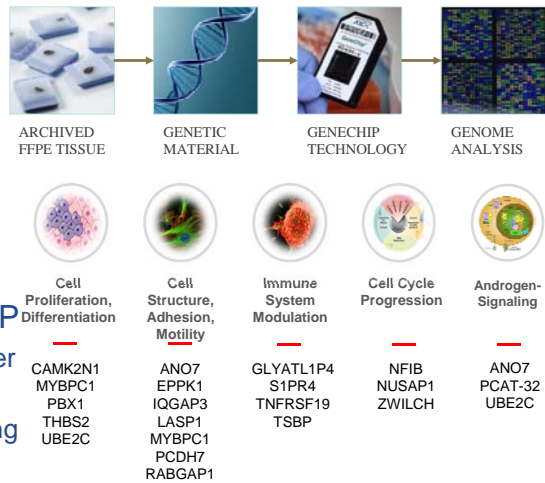 ARCHIVED
FFPE TISSUE
GENETIC
MATERIAL
GENECHIP
TECHNOLOGY
GENOME
ANALYSIS
Cell
Proliferation,
Differentiation
Cell
Structure,
Adhesion,
Motility
Immune
System
Modulation
Cell Cycle
Progression
Androgen-
Signaling
P
er
ng
CAMK2N1
MYBPC1
PBX1
THBS2
UBE2C
ANO7
EPPK1
IQGAP3
LASP1
MYBPC1
PCDH7
RABGAP1
GLYATL1P4
S1PR4
TNFRSF19
TSBP
NFIB
NUSAP1
ZWILCH
ANO7
PCAT-32
UBE2C